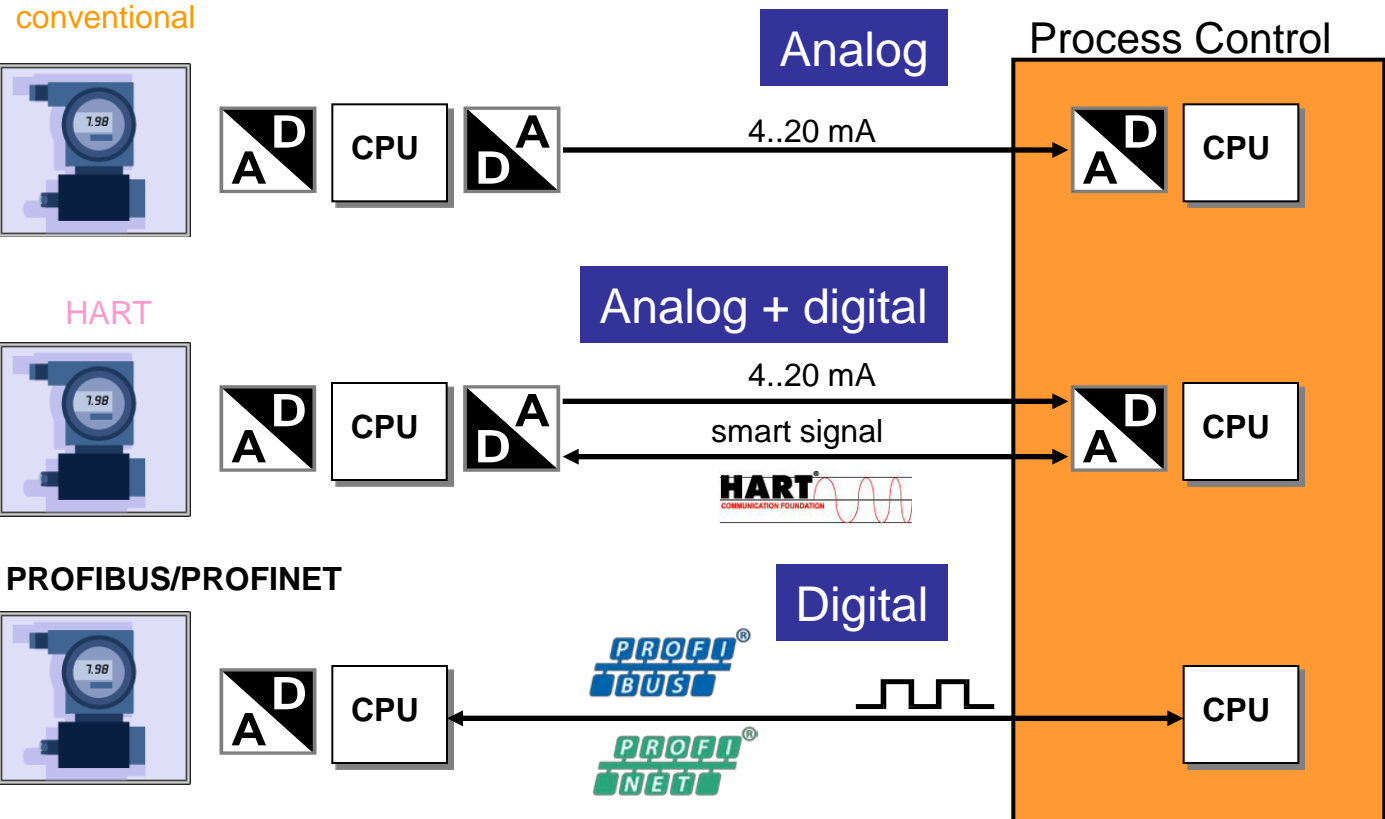 conventional
Analog
Process Control
7.98
A D
CPU
D A
4..20 mA
A D
CPU
HART
Analog + digital
7.98
A D
CPU
D A
4..20 mA
smart signal
HART®
COMMUNICATION FOUNDATION
A D
CPU
PROFIBUS/PROFINET
Digital
7.98
A D
CPU
PROFI®
BUS
PROFI®
NET
CPU